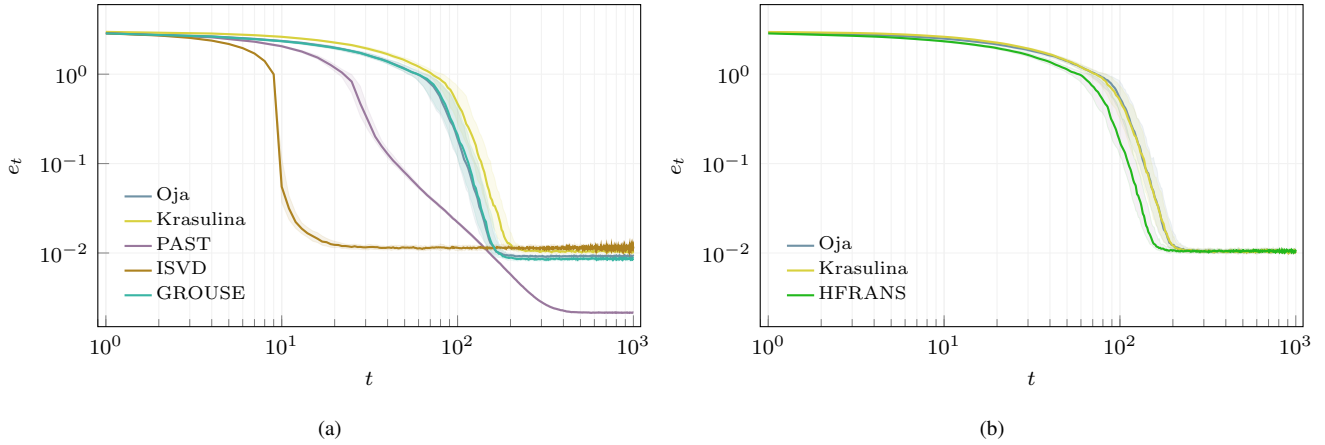 10^0
10^-1
10^-2
e_t
Oja
Krasulina
PAST
ISVD
GROUSE
10^0 10^1 10^2 10^3
t
(a)
10^0
10^-1
10^-2
e_t
Oja
Krasulina
HFRANS
10^0 10^1 10^2 10^3
t
(b)